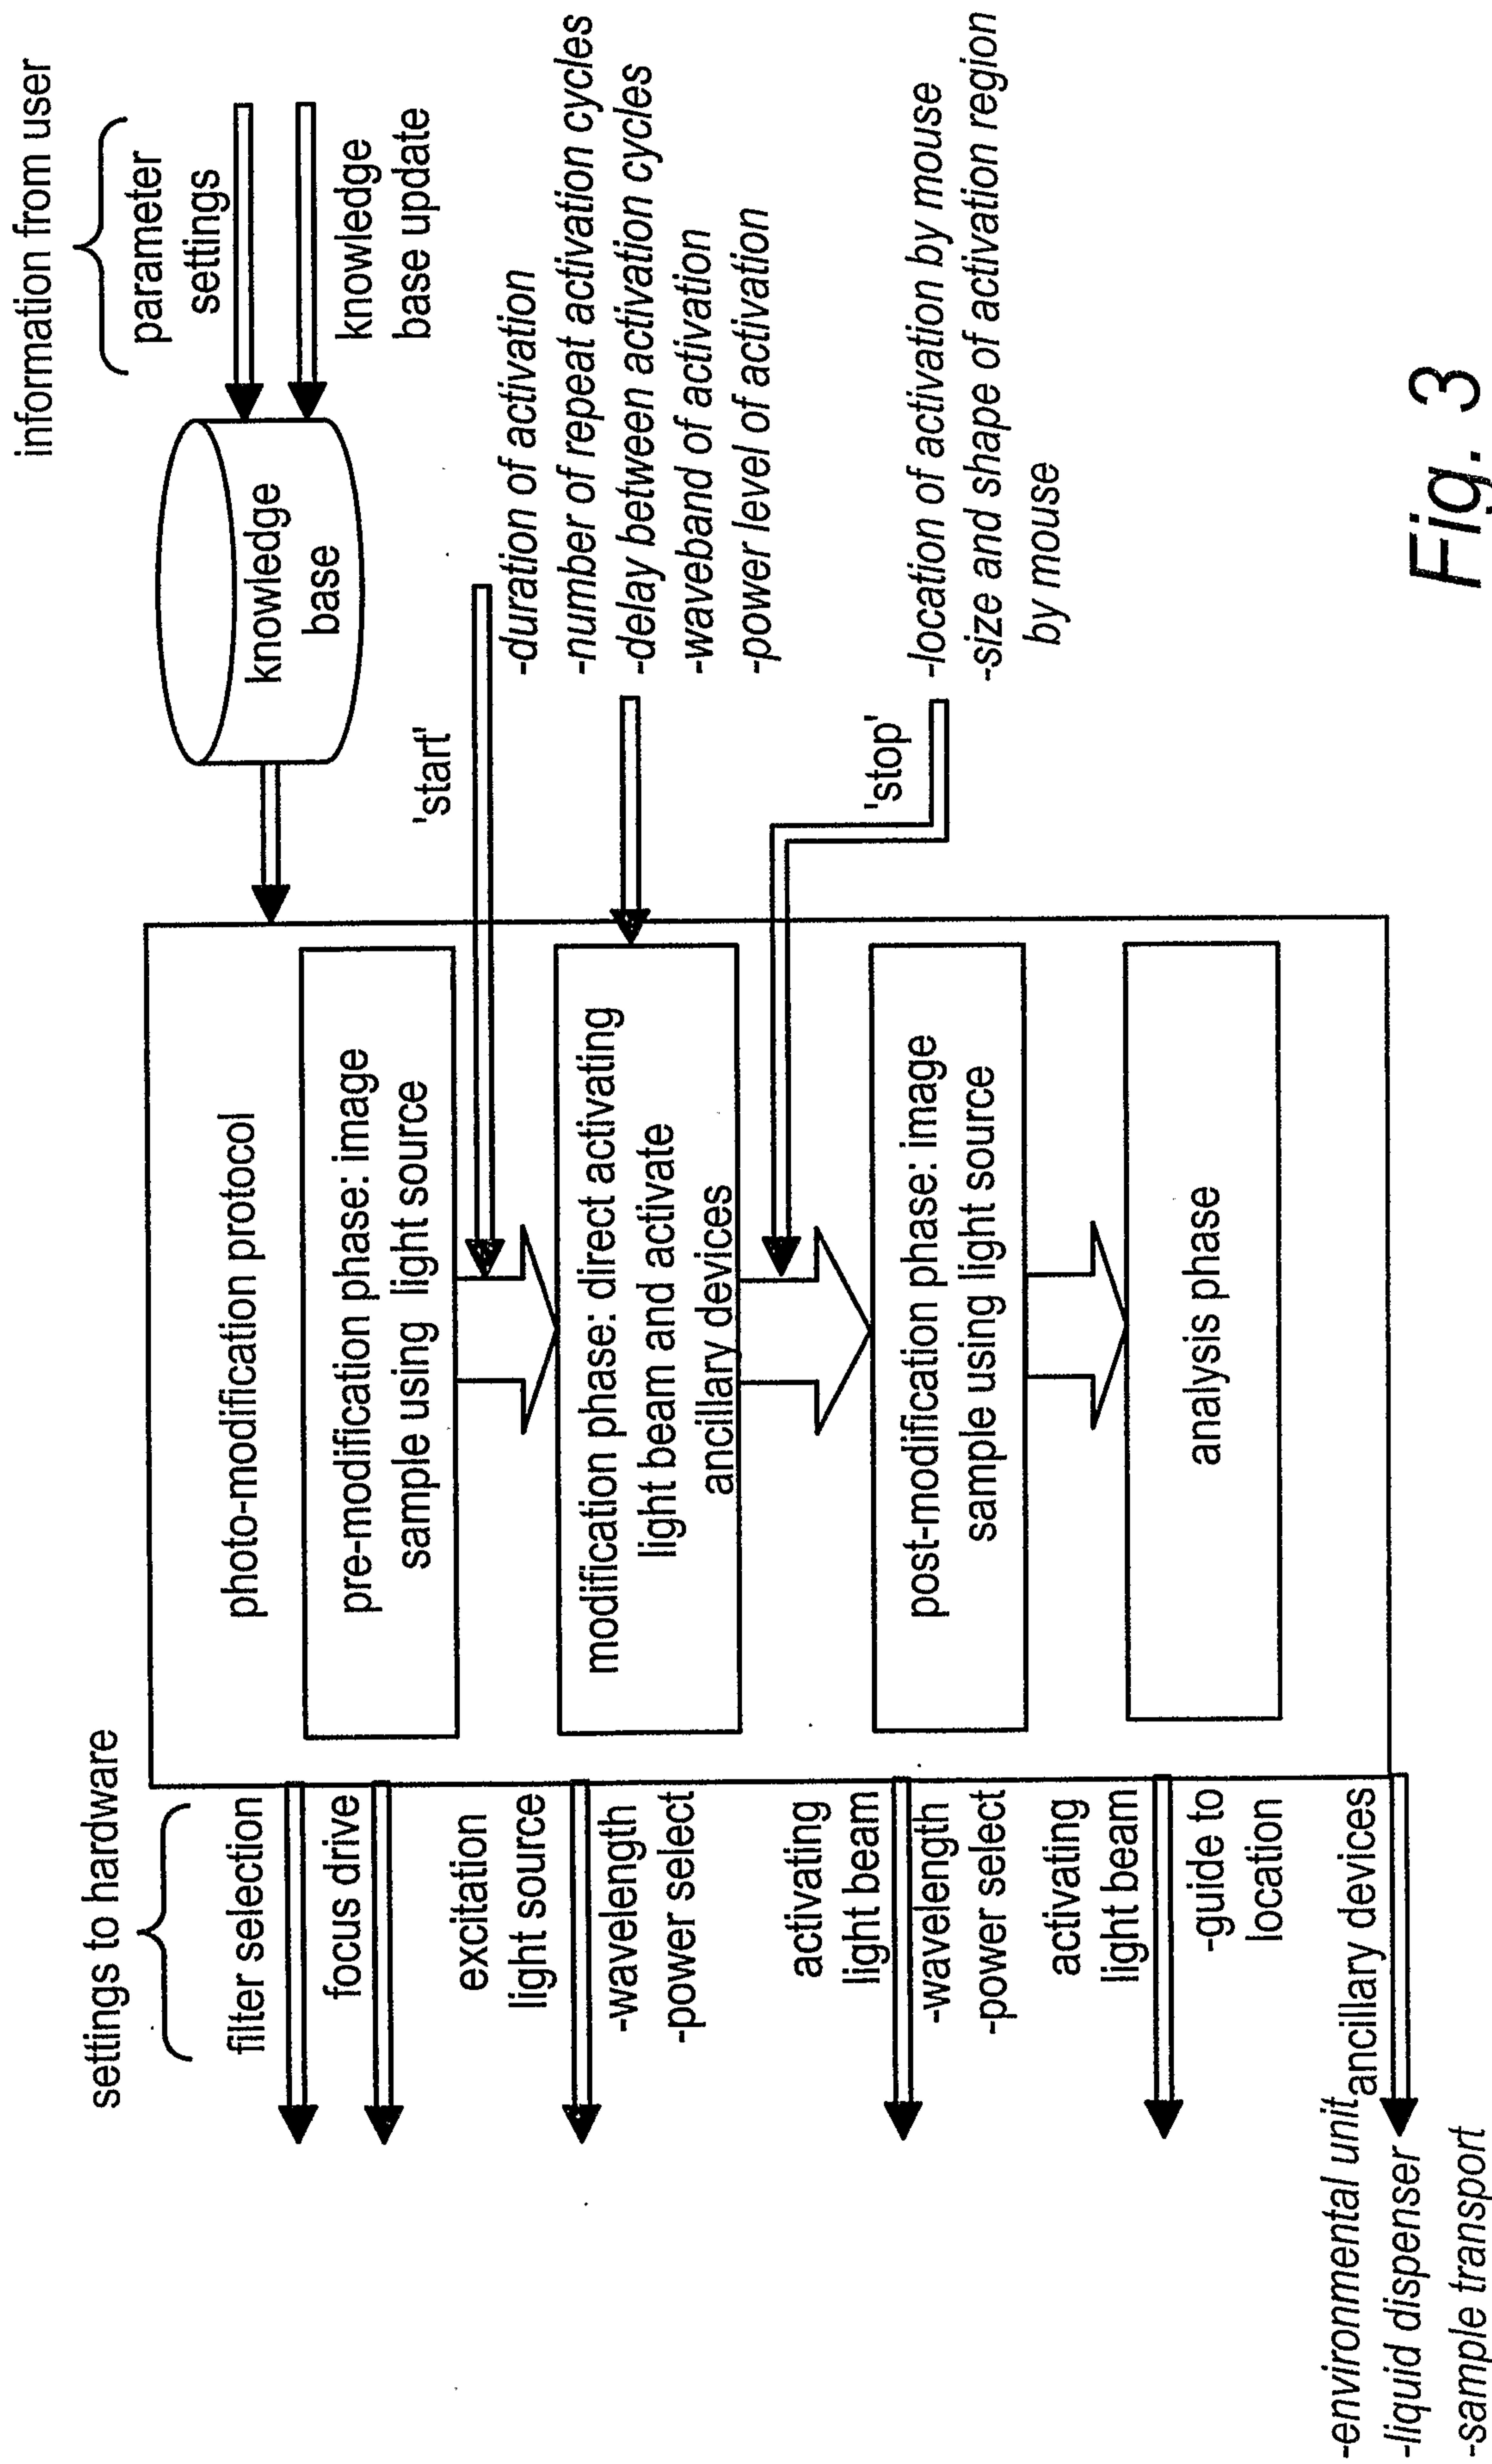 settings to hardware
filter selection
focus drive
excitation
light source
-wavelength
-power select
activating
light beam
-wavelength
-power select
activating
light beam
-guide to
location
ancillary devices
-environmental unit
-liquid dispenser
-sample transport
photo-modification protocol
pre-modification phase: image
sample using light source
modification phase: direct activating
light beam and activate
ancillary devices
post-modification phase: image
sample using light source
analysis phase
information from user
parameter
settings
knowledge
base update
knowledge
base
'start'
-duration of activation
-number of repeat activation cycles
-delay between activation cycles
-waveband of activation
-power level of activation
'stop'
-location of activation by mouse
-size and shape of activation region
by mouse
Fig. 3